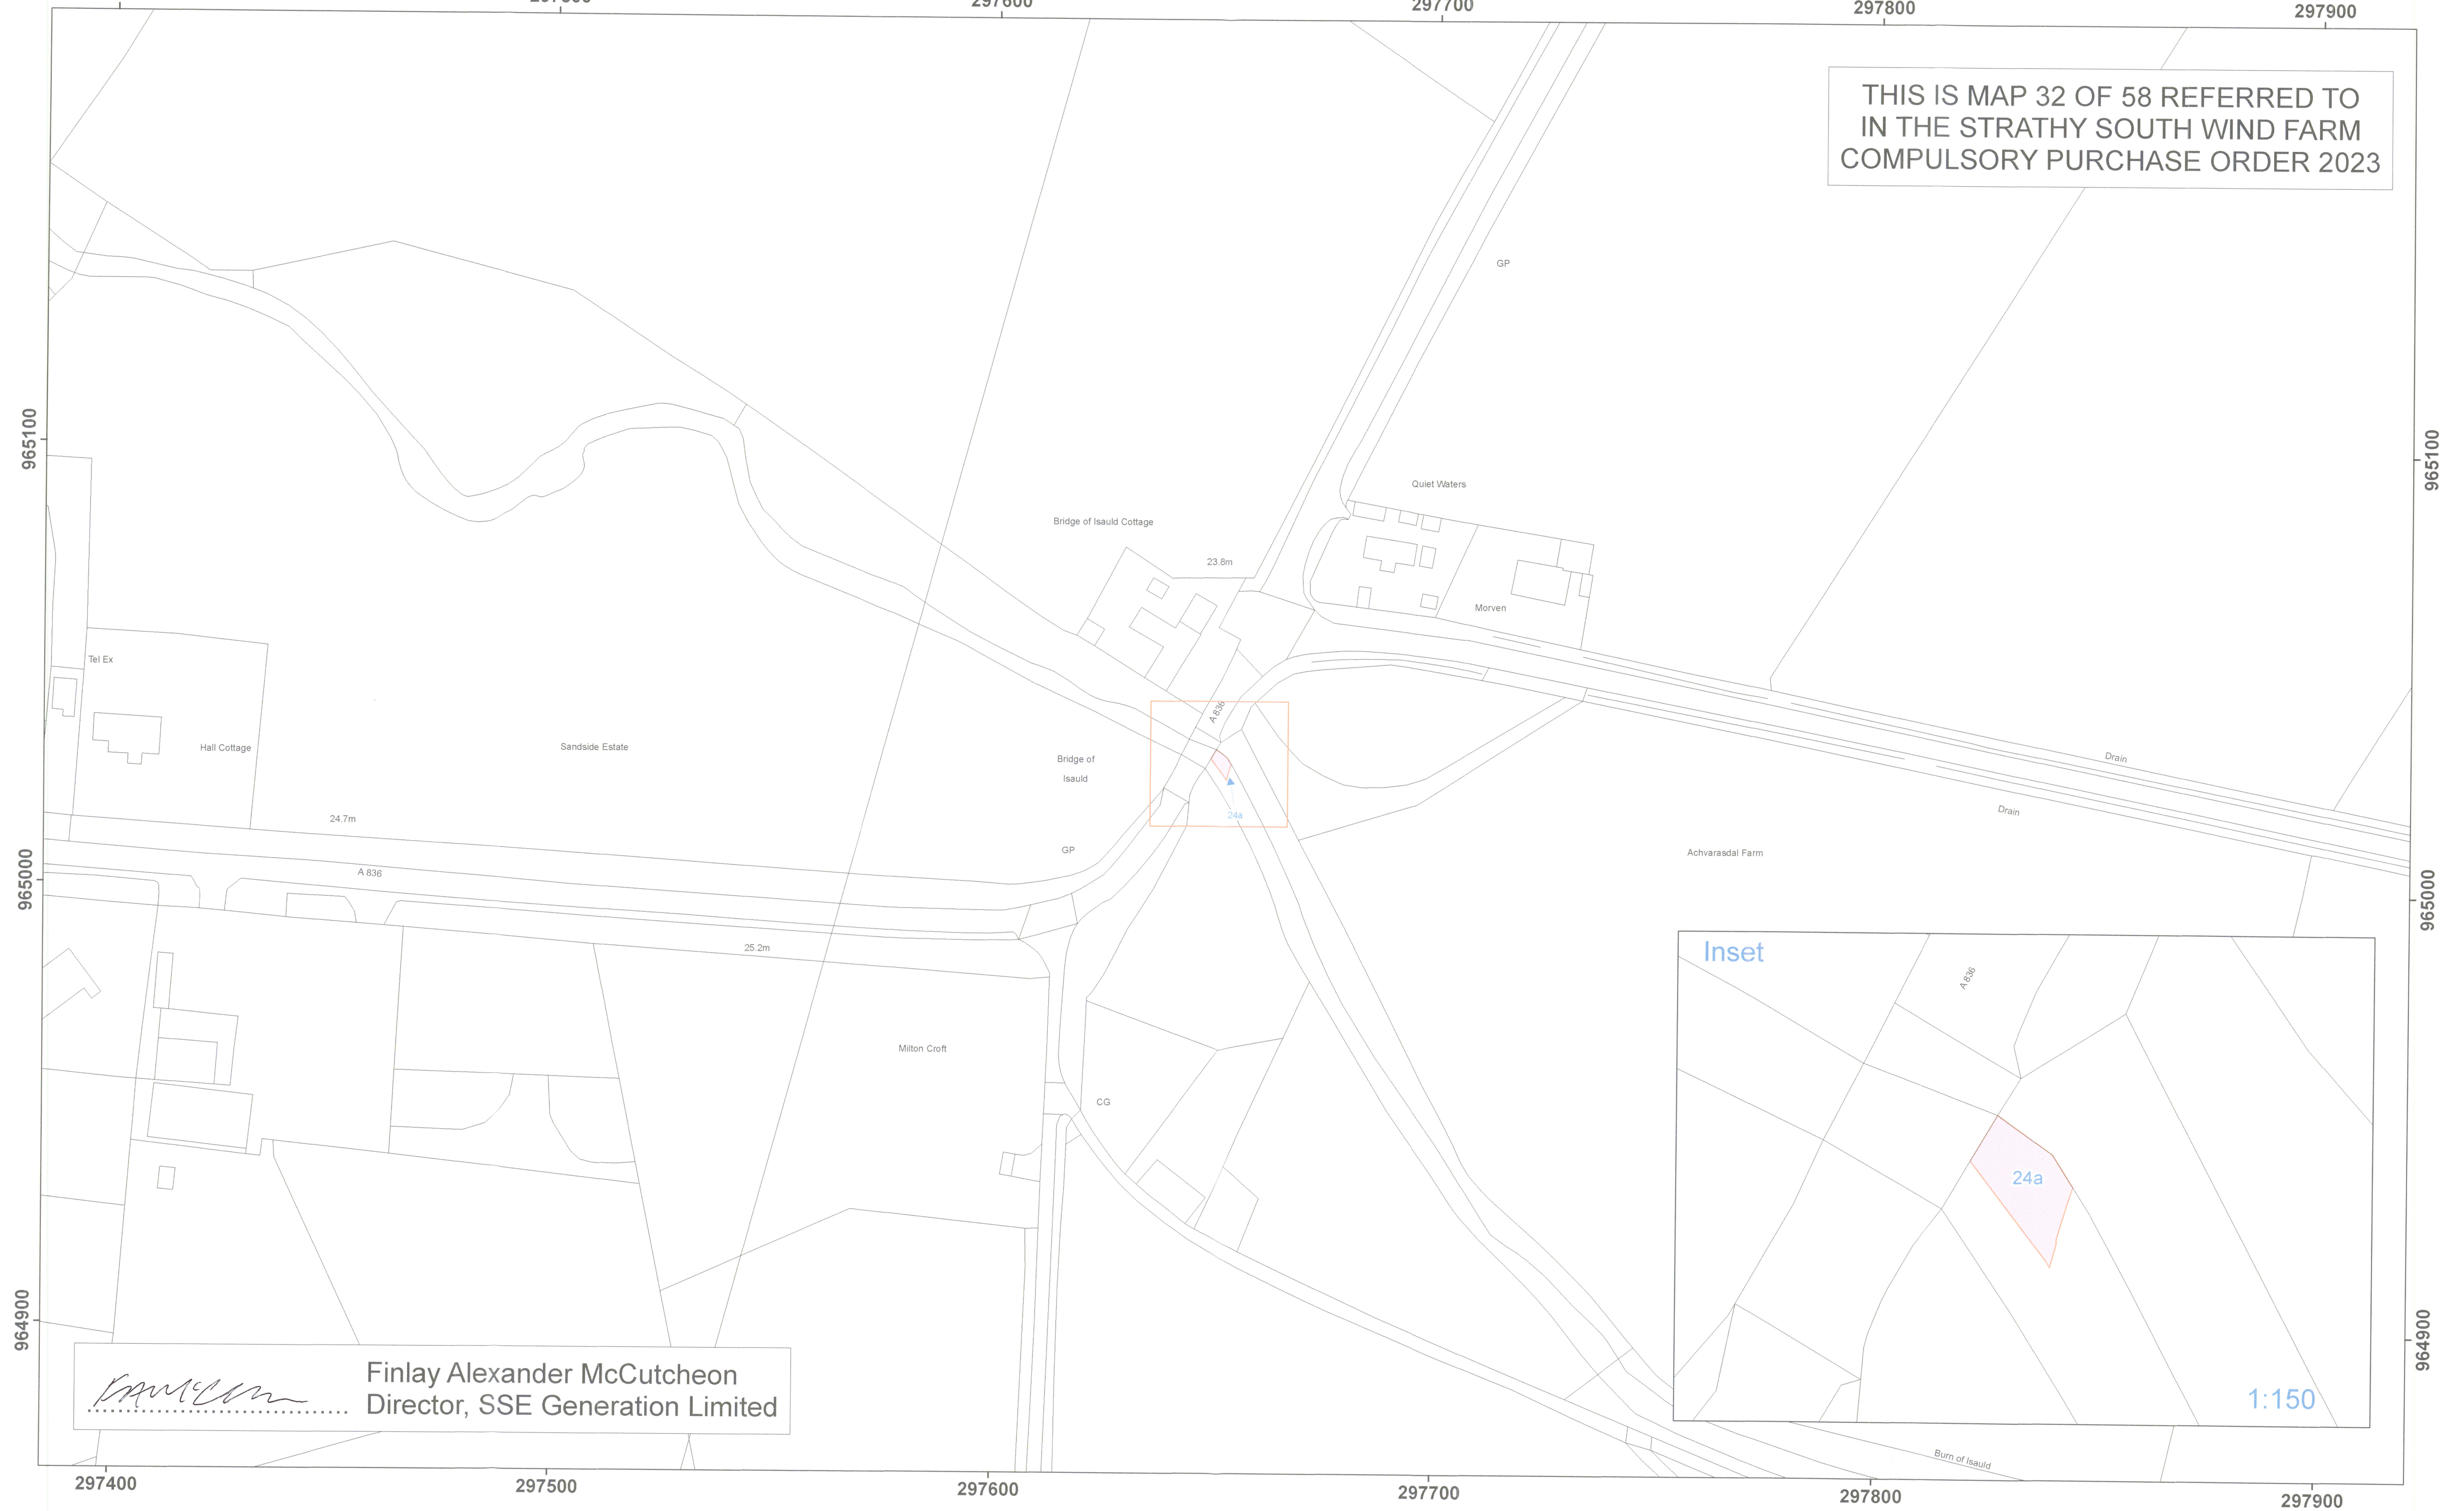 297600
297700
297800
297900
THIS IS MAP 32 OF 58 REFERRED TO
IN THE STRATHY SOUTH WIND FARM
COMPULSORY PURCHASE ORDER 2023
GP
965100
965100
Quiet Waters
Bridge of Isauld Cottage
23.8m
Morven
Tel Ex
A 836
Hall Cottage
Sandside Estate
Bridge of
Isauld
Drain
Drain
24a
24.7m
GP
Achvarasdal Farm
A 836
965000
965000
25.2m
Inset
A 836
Milton Croft
CG
24a
964900
964900
1:150
Finlay Alexander McCutcheon
Director, SSE Generation Limited
Burn of Isauld
297400
297500
297600
297700
297800
297900